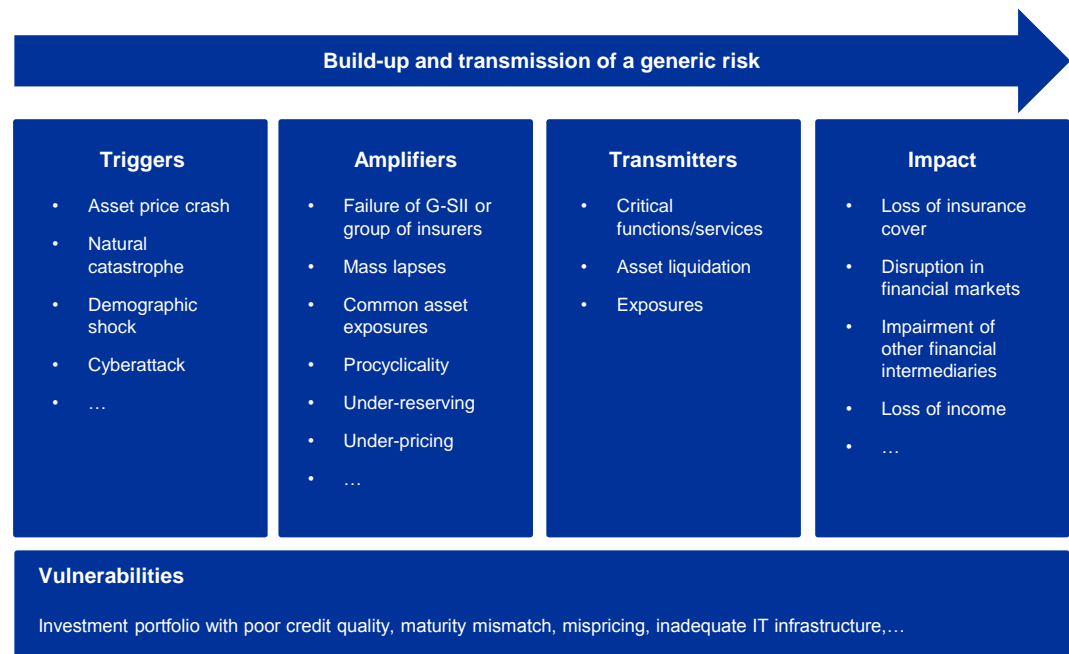 Build-up and transmission of a generic risk
Triggers
• Asset price crash
• Natural
catastrophe
• Demographic
shock
• Cyberattack
• …
Amplifiers
• Failure of G-SII or
group of insurers
• Mass lapses
• Common asset
exposures
• Procyclicality
• Under-reserving
• Under-pricing
• …
Transmitters
• Critical
functions/services
• Asset liquidation
• Exposures
Impact
• Loss of insurance
cover
• Disruption in
financial markets
• Impairment of
other financial
intermediaries
• Loss of income
• …
Vulnerabilities
Investment portfolio with poor credit quality, maturity mismatch, mispricing, inadequate IT infrastructure,…